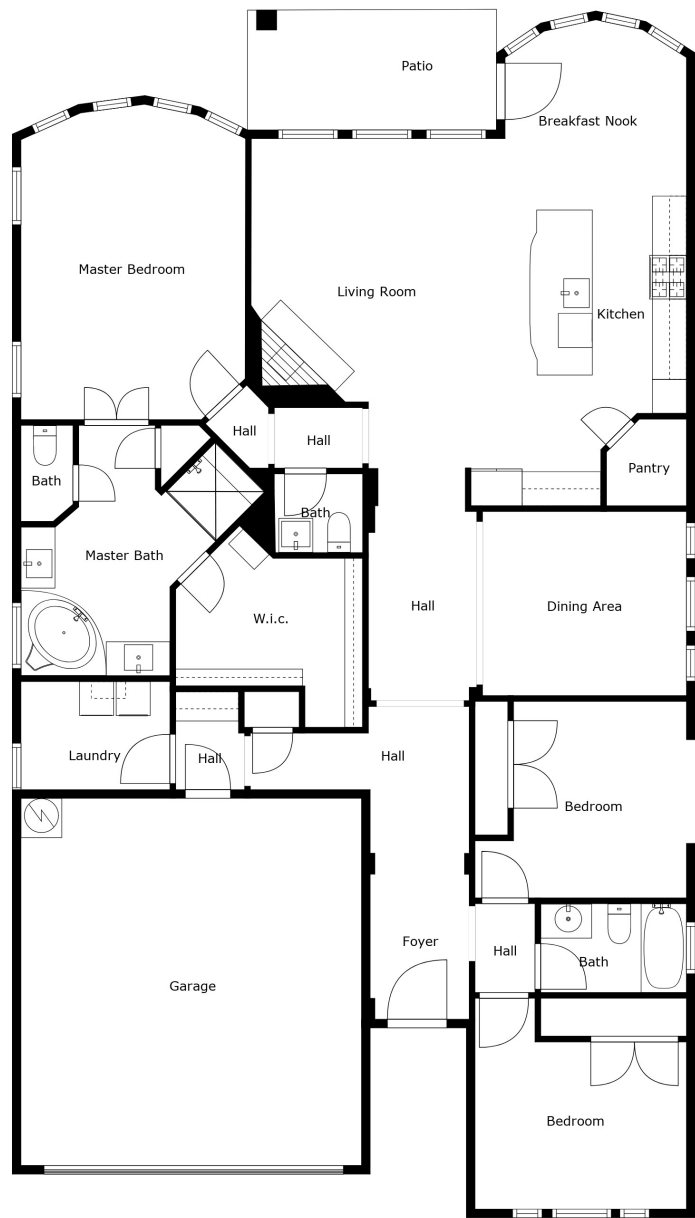 Patio
Breakfast Nook
Master Bedroom
Living Room
Kitchen
Hall
Hall
Pantry
Bath
Bath
Master Bath
Hall
Dining Area
W.i.c.
Laundry
Hall
Hall
Bedroom
Foyer
Hall
Bath
Garage
Bedroom